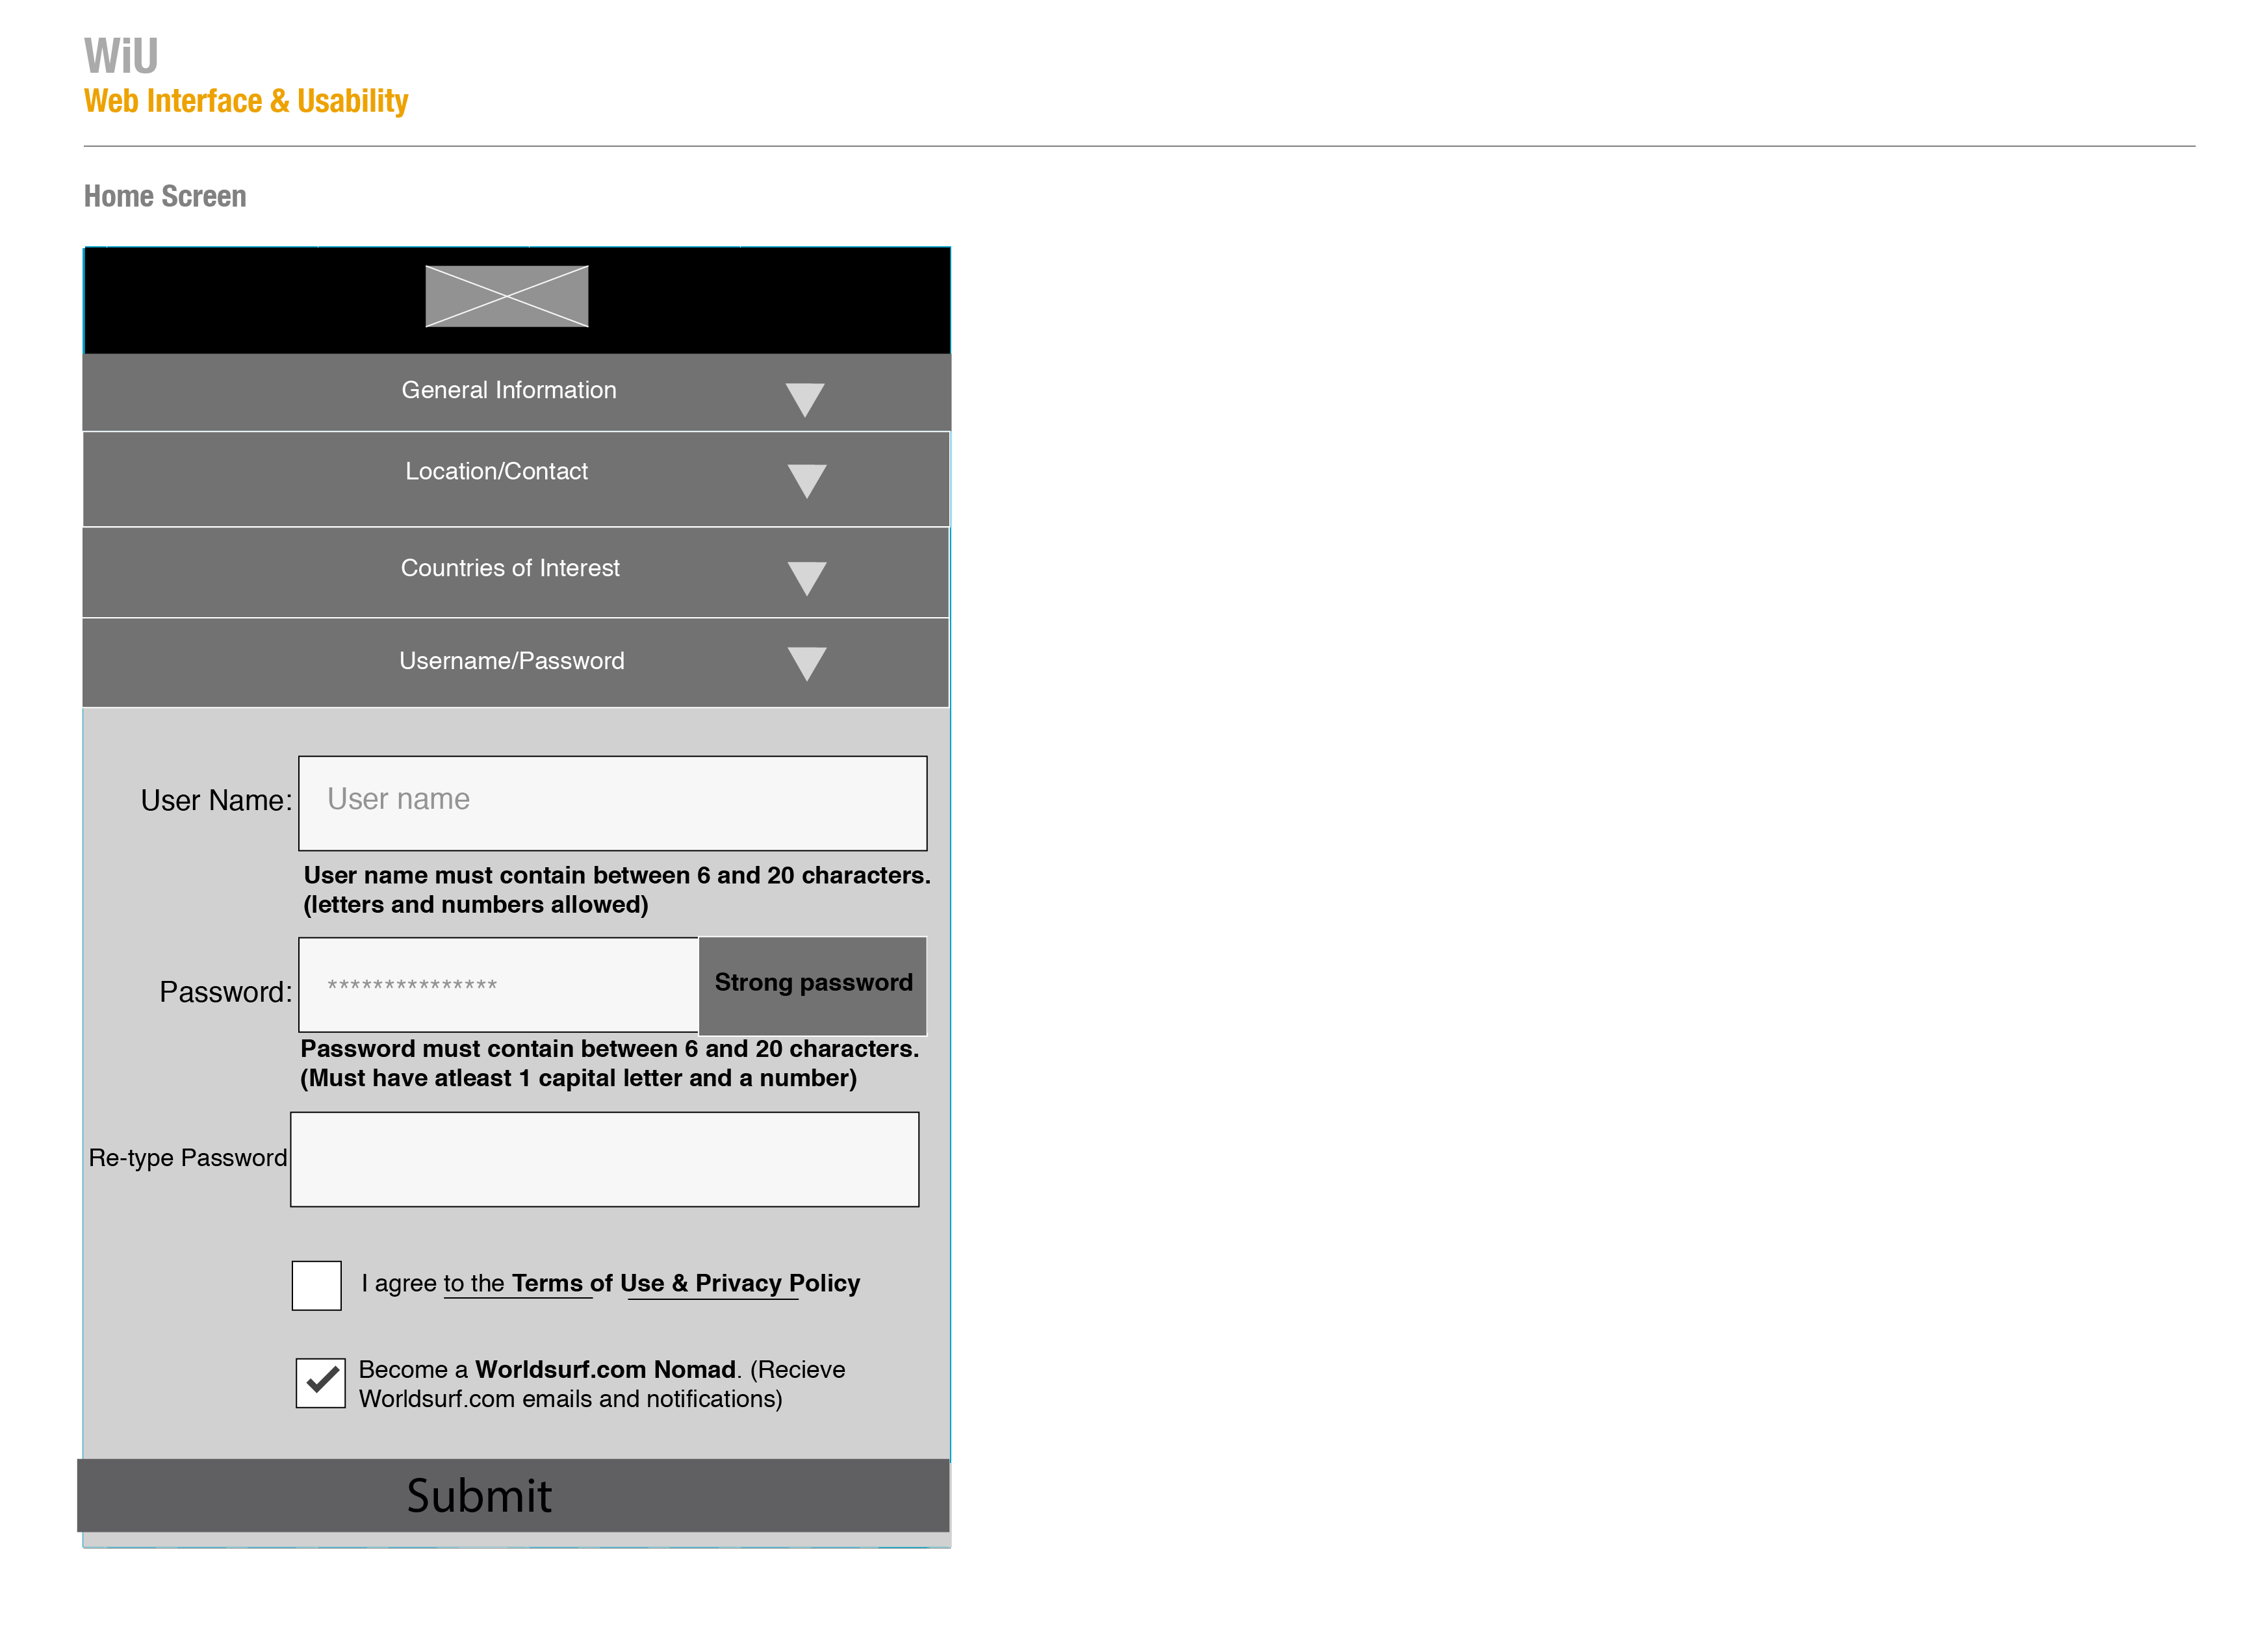 WiU
Web Interface & Usability
Home Screen
General Information
Location/Contact
Countries of Interest
Username/Password
User Name:
User name
User name must contain between 6 and 20 characters.
(letters and numbers allowed)
Password:
***************
Strong password
Password must contain between 6 and 20 characters.
(Must have atleast 1 capital letter and a number)
Re-type Password
I agree to the Terms of Use & Privacy Policy
Become a Worldsurf.com Nomad. (Recieve
Worldsurf.com emails and notifications)
Submit